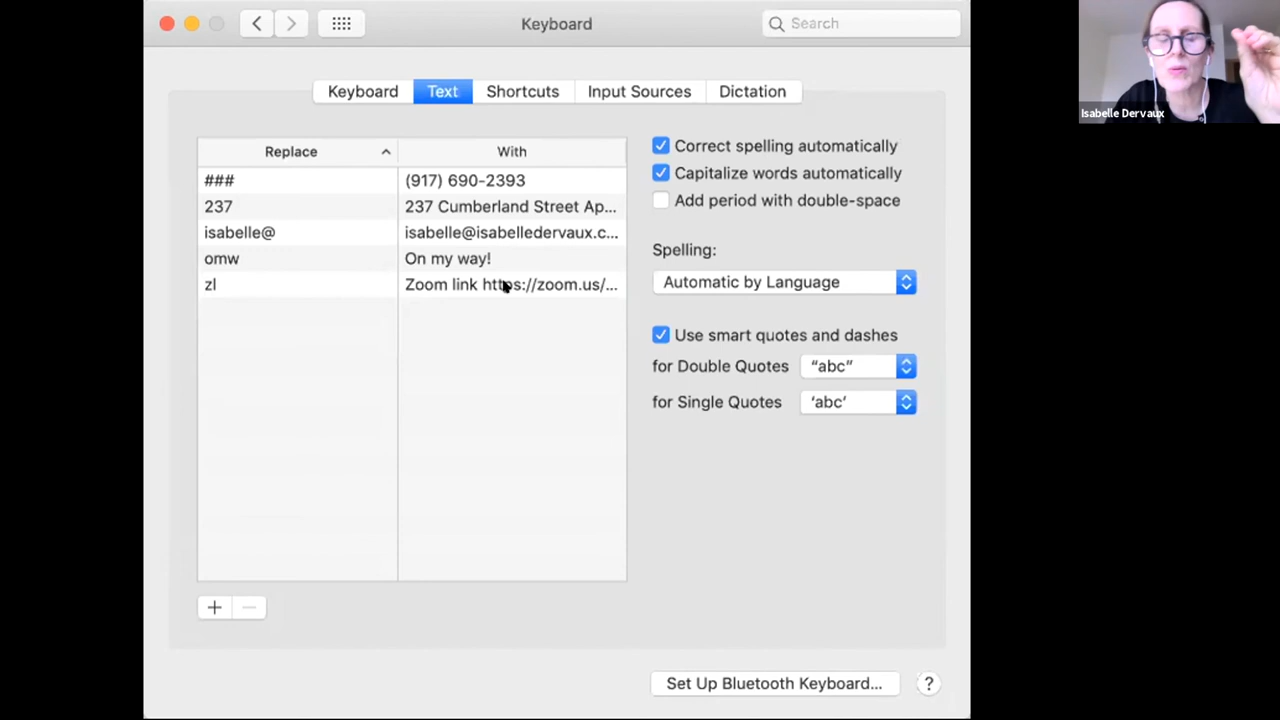 Keyboard
Search
Keyboard
Text
Shortcuts
Input Sources
Dictation
Replace
With
### (917) 690-2393
237 237 Cumberland Street Ap...
isabelle@ isabelle@isabelledervaux.c...
omw On my way!
zl Zoom link https://zoom.us/...
Correct spelling automatically
Capitalize words automatically
Add period with double-space
Spelling:
Automatic by Language
Use smart quotes and dashes
for Double Quotes “abc”
for Single Quotes ‘abc’
+ −
Set Up Bluetooth Keyboard... ?
Isabelle Dervaux